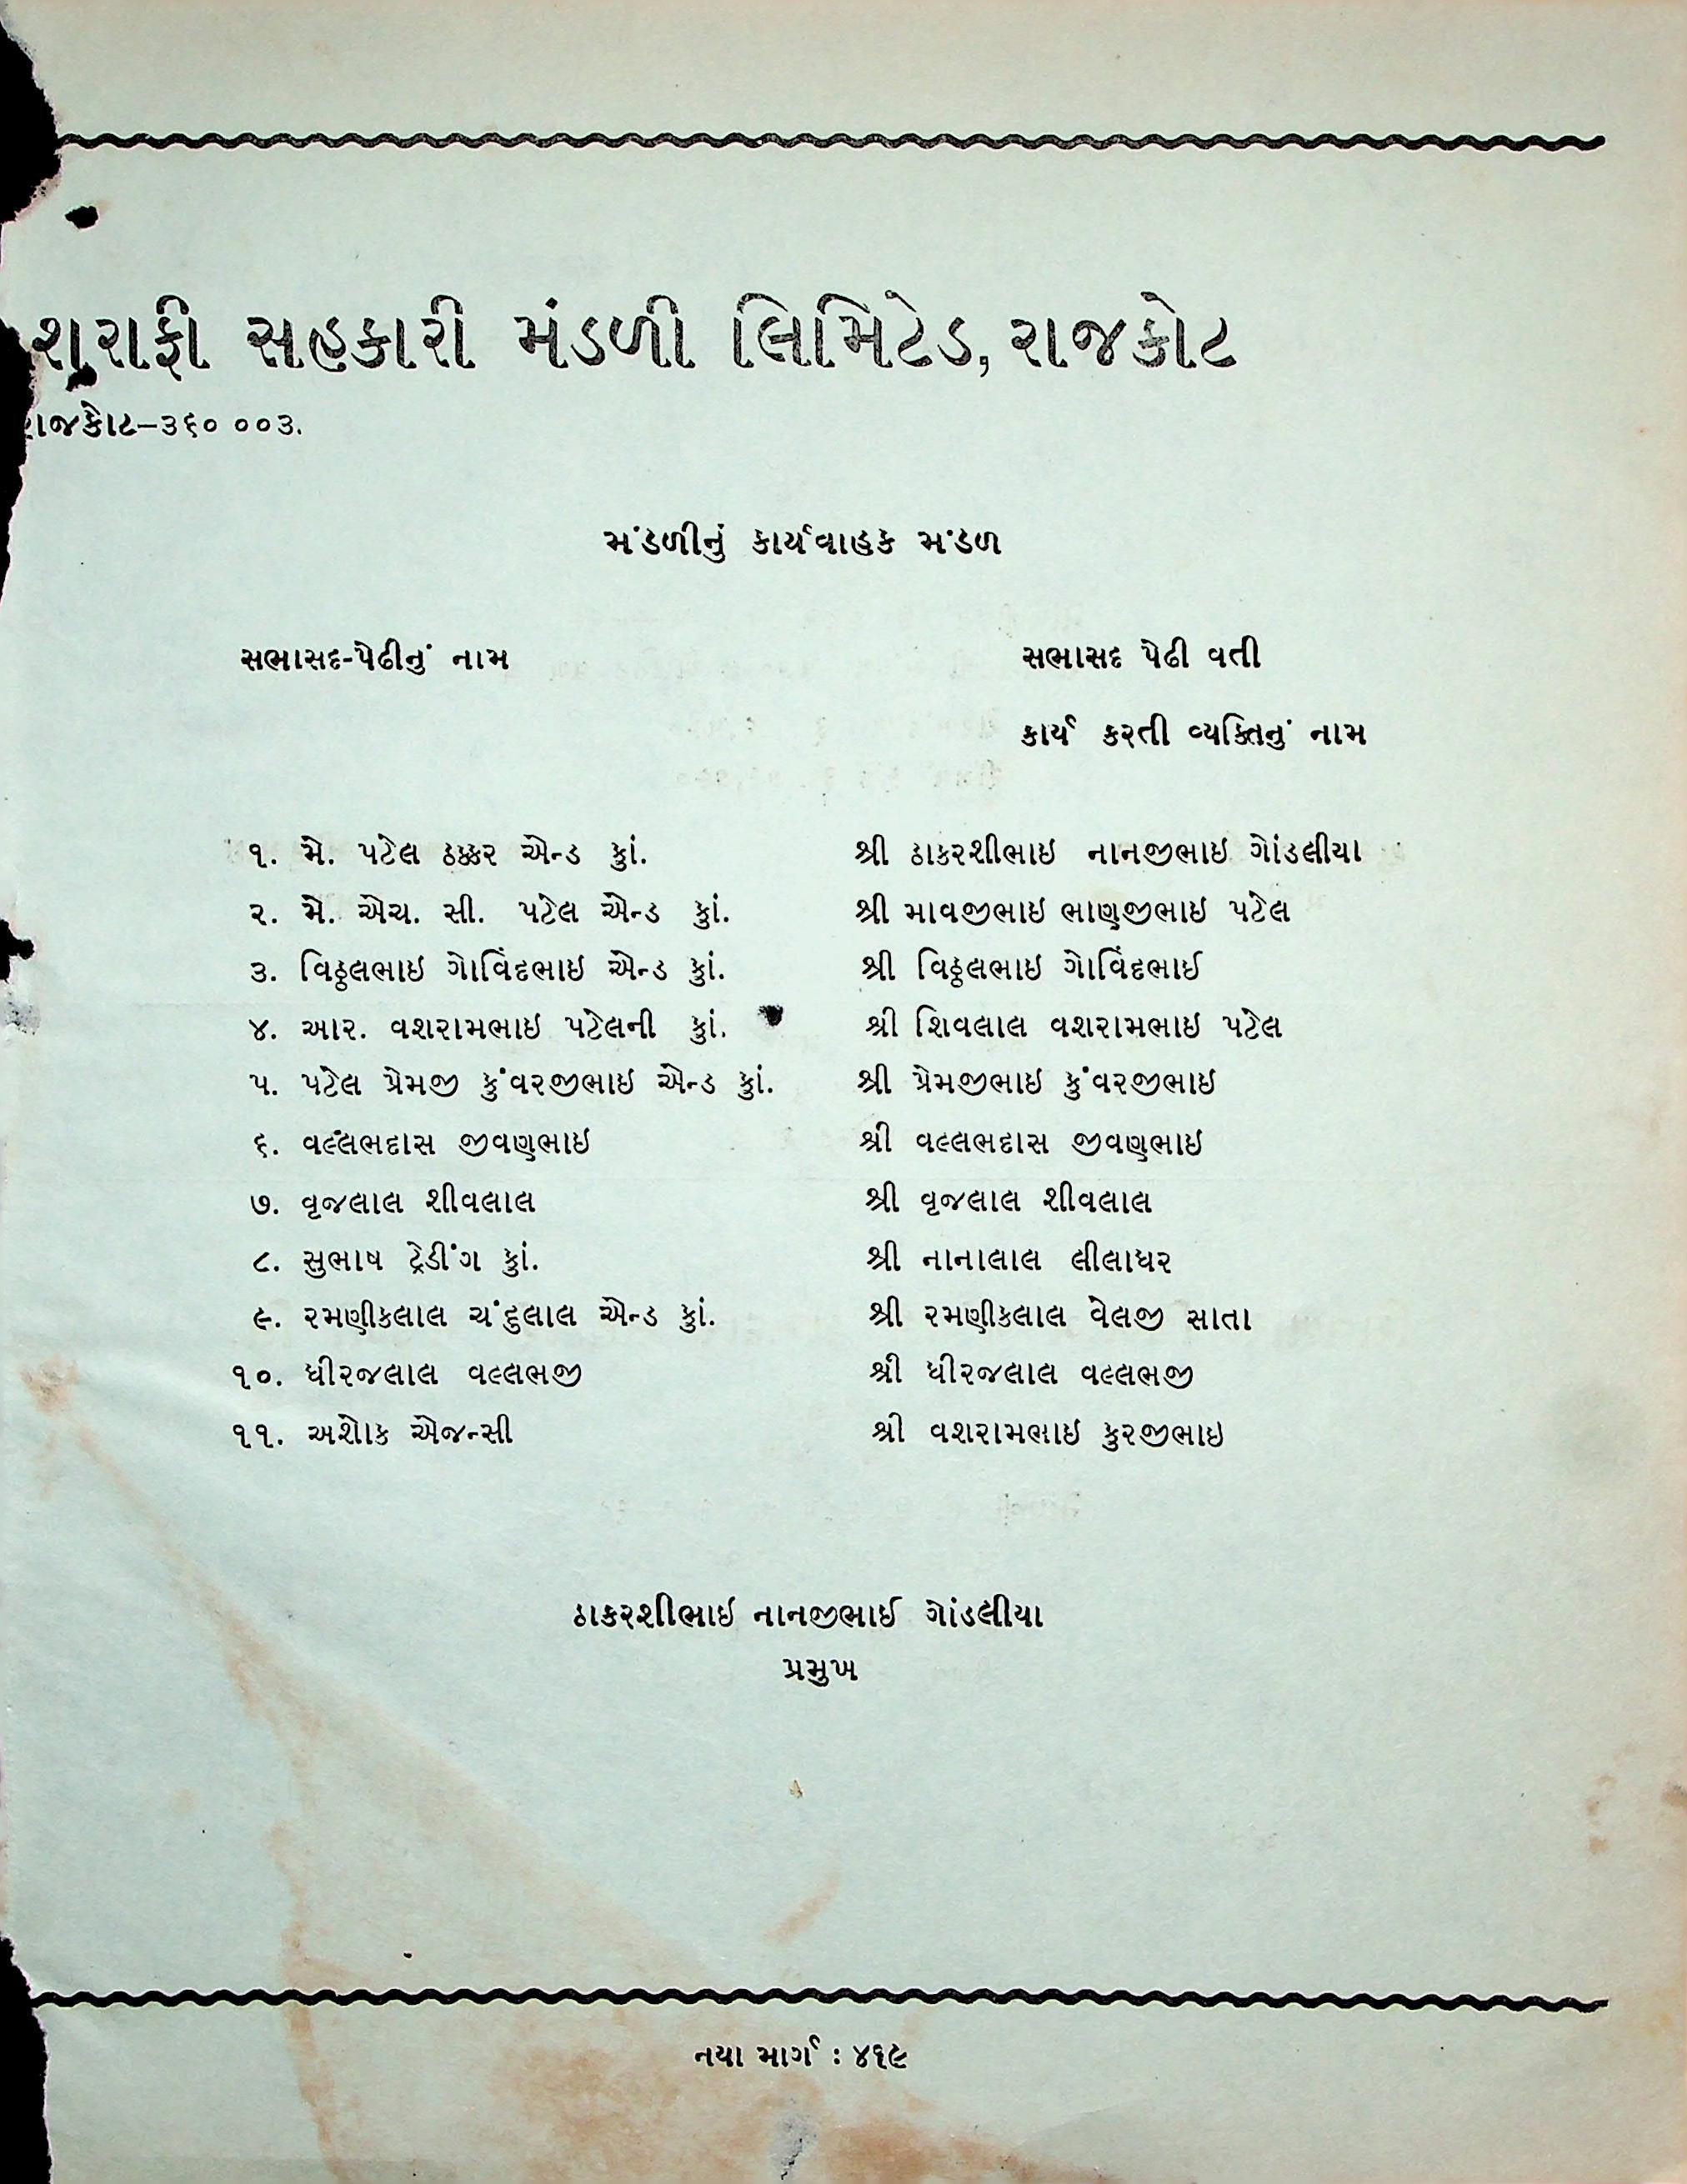 શરાફી સહકારી મંડળી લિમિટેડ, રાજકોટ
રાજકોટ–૩૬૦ ૦૦૩.
મંડળીનું કાર્યવાહક મંડળ
સભાસદ-પેઢીનું નામ
સભાસદ પેઢી વતી
કાર્ય કરતી વ્યક્તિનું નામ
૧. મે. પટેલ ઠક્કર એન્ડ કાું. શ્રી ઠાકરશીભાઇ નાનજીભાઇ ગોંડલીયા
૨. મે. એચ. સી. પટેલ એન્ડ કાું. શ્રી માવજીભાઇ ભાણજીભાઇ પટેલ
૩. વિઠ્ઠલભાઇ ગોવિંદભાઇ એન્ડ કાું. શ્રી વિઠ્ઠલભાઇ ગોવિંદભાઈ
૪. આર. વશરામભાઇ પટેલની કાું. શ્રી શિવલાલ વશરામભાઇ પટેલ
૫. પટેલ પ્રેમજી કુંવરજીભાઇ એન્ડ કાું. શ્રી પ્રેમજીભાઇ કુંવરજીભાઇ
૬. વલ્લભદાસ જીવણભાઇ શ્રી વલ્લભદાસ જીવણભાઇ
૭. વૃજલાલ શીવલાલ શ્રી વૃજલાલ શીવલાલ
૮. સુભાષ ટ્રેડીંગ કાું. શ્રી નાનાલાલ લીલાધર
૯. રમણીકલાલ ચંદુલાલ એન્ડ કાું. શ્રી રમણીકલાલ વેલજી સાતા
૧૦. ધીરજલાલ વલ્લભજી શ્રી ધીરજલાલ વલ્લભજી
૧૧. અશોક એજન્સી શ્રી વશરામભાઇ કુરજીભાઇ
ઠાકરશીભાઇ નાનજીભાઈ ગોંડલીયા
પ્રમુખ
નયા માર્ગ : ૪૧૯